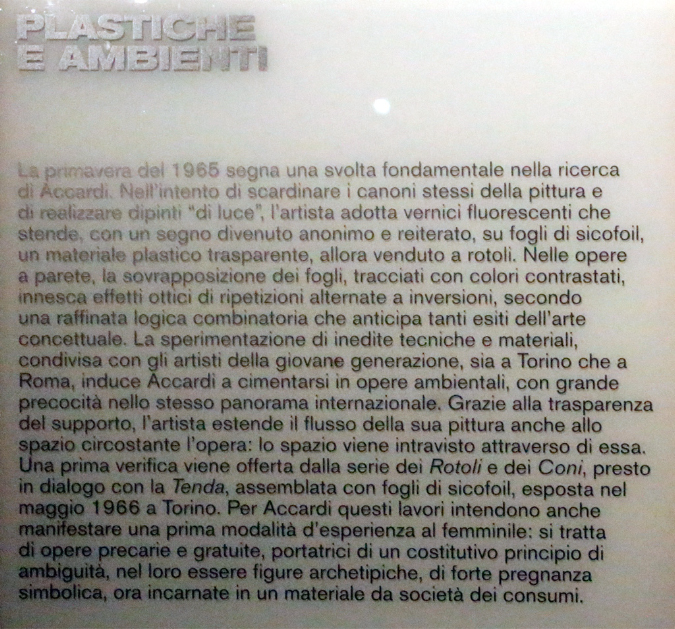 PLASTICHE
E AMBIENTI
La primavera del 1965 segna una svolta fondamentale nella ricerca
di Accardi. Nell'intento di scardinare i canoni stessi della pittura e
di realizzare dipinti "di luce", l'artista adotta vernici fluorescenti che
stende, con un segno divenuto anonimo e reiterato, su fogli di sicofoil,
un materiale plastico trasparente, allora venduto a rotoli. Nelle opere
a parete, la sovrapposizione dei fogli, tracciati con colori contrastati,
innesca effetti ottici di ripetizioni alternate a inversioni, secondo
una raffinata logica combinatoria che anticipa tanti esiti dell'arte
concettuale. La sperimentazione di inedite tecniche e materiali,
condivisa con gli artisti della giovane generazione, sia a Torino che a
Roma, induce Accardi a cimentarsi in opere ambientali, con grande
precocità nello stesso panorama internazionale. Grazie alla trasparenza
del supporto, l'artista estende il flusso della sua pittura anche allo
spazio circostante l'opera: lo spazio viene intravisto attraverso di essa.
Una prima verifica viene offerta dalla serie dei Rotoli e dei Coni, presto
in dialogo con la Tenda, assemblata con fogli di sicofoil, esposta nel
maggio 1966 a Torino. Per Accardi questi lavori intendono anche
manifestare una prima modalità d'esperienza al femminile: si tratta
di opere precarie e gratuite, portatrici di un costitutivo principio di
ambiguità, nel loro essere figure archetipiche, di forte pregnanza
simbolica, ora incarnate in un materiale da società dei consumi.